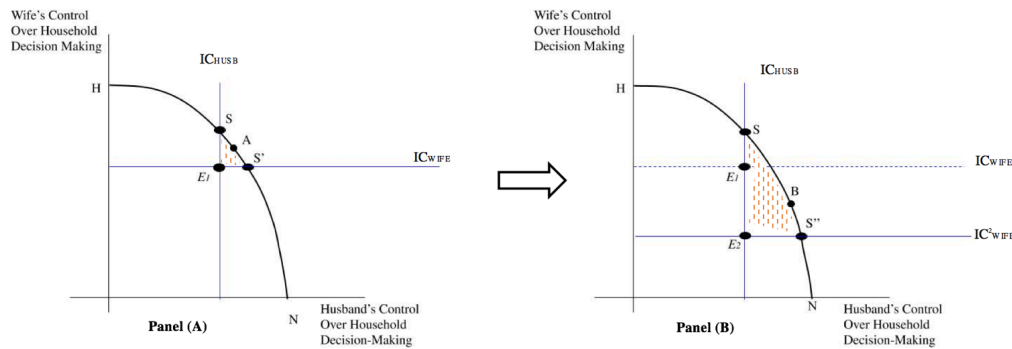 Wife's Control
Over Household
Decision Making
ICHUSB
H
S
A
S'
ICWIFE
E1
N
Husband's Control
Over Household
Decision-Making
Panel (A)
Wife's Control
Over Household
Decision Making
ICHUSB
H
S
ICWIFE
E1
B
S''
IC²WIFE
E2
N
Husband's Control
Over Household
Decision-Making
Panel (B)